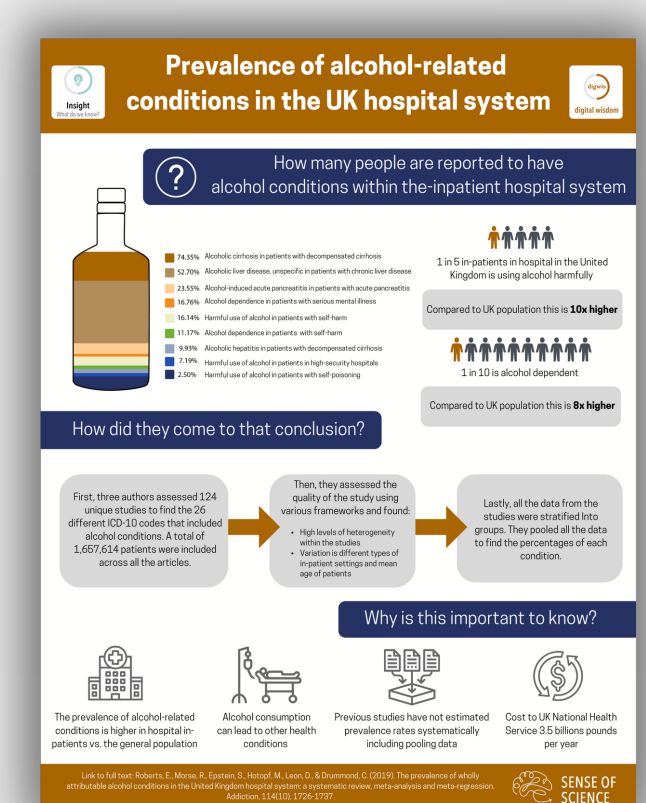 Insight
What do we know?
Prevalence of alcohol-related
conditions in the UK hospital system
digwis
digital wisdom
?
How many people are reported to have
alcohol conditions within the-inpatient hospital system
74.35% Alcoholic cirrhosis in patients with decompensated cirrhosis
52.70% Alcoholic liver disease, unspecific in patients with chronic liver disease
23.55% Alcohol-induced acute pancreatitis in patients with acute pancreatitis
16.76% Alcohol dependence in patients with serious mental illness
16.14% Harmful use of alcohol in patients with self-harm
11.17% Alcohol dependence in patients with self-harm
9.93% Alcoholic hepatitis in patients with decompensated cirrhosis
7.19% Harmful use of alcohol in patients in high-security hospitals
2.50% Harmful use of alcohol in patients with self-poisoning
1 in 5 in-patients in hospital in the United
Kingdom is using alcohol harmfully
Compared to UK population this is 10x higher
1 in 10 is alcohol dependent
Compared to UK population this is 8x higher
How did they come to that conclusion?
First, three authors assessed 124
unique studies to find the 26
different ICD-10 codes that included
alcohol conditions. A total of
1,657,614 patients were included
across all the articles.
Then, they assessed the
quality of the study using
various frameworks and found:
• High levels of heterogeneity
within the studies
• Variation is different types of
in-patient settings and mean
age of patients
Lastly, all the data from the
studies were stratified Into
groups. They pooled all the data
to find the percentages of each
condition.
Why is this important to know?
The prevalence of alcohol-related
conditions is higher in hospital in-
patients vs. the general population
Alcohol consumption
can lead to other health
conditions
Previous studies have not estimated
prevalence rates systematically
including pooling data
$
Cost to UK National Health
Service 3.5 billions pounds
per year
Link to full text: Roberts, E., Morse, R., Epstein, S., Hotopf, M., Leon, D., & Drummond, C. (2019). The prevalence of wholly
attributable alcohol conditions in the United Kingdom hospital system: a systematic review, meta-analysis and meta-regression.
Addiction, 114(10), 1726-1737.
SENSE OF
SCIENCE